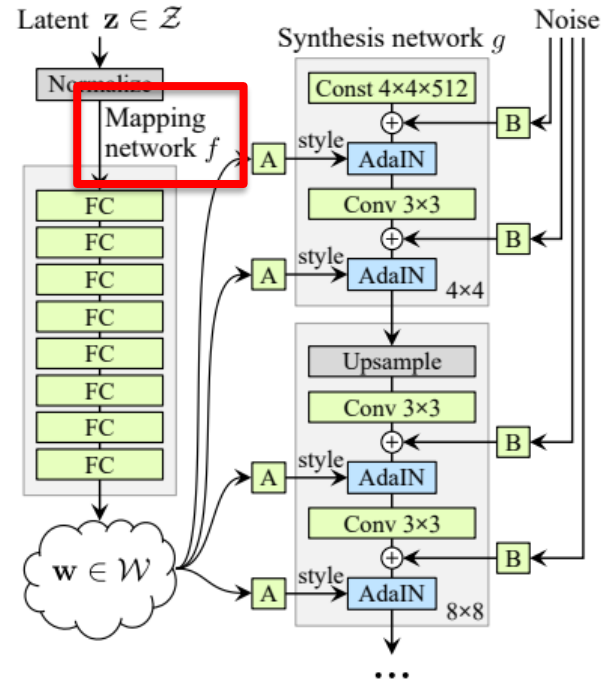 Latent z ∈ 𝒵
Normalize
Mapping
network f
FC
FC
FC
FC
FC
FC
FC
FC
w ∈ 𝒲
Synthesis network g
Noise
Const 4×4×512
B
A
style
AdaIN
Conv 3×3
B
A
style
AdaIN
4×4
Upsample
Conv 3×3
B
A
style
AdaIN
Conv 3×3
B
A
style
AdaIN
8×8
...